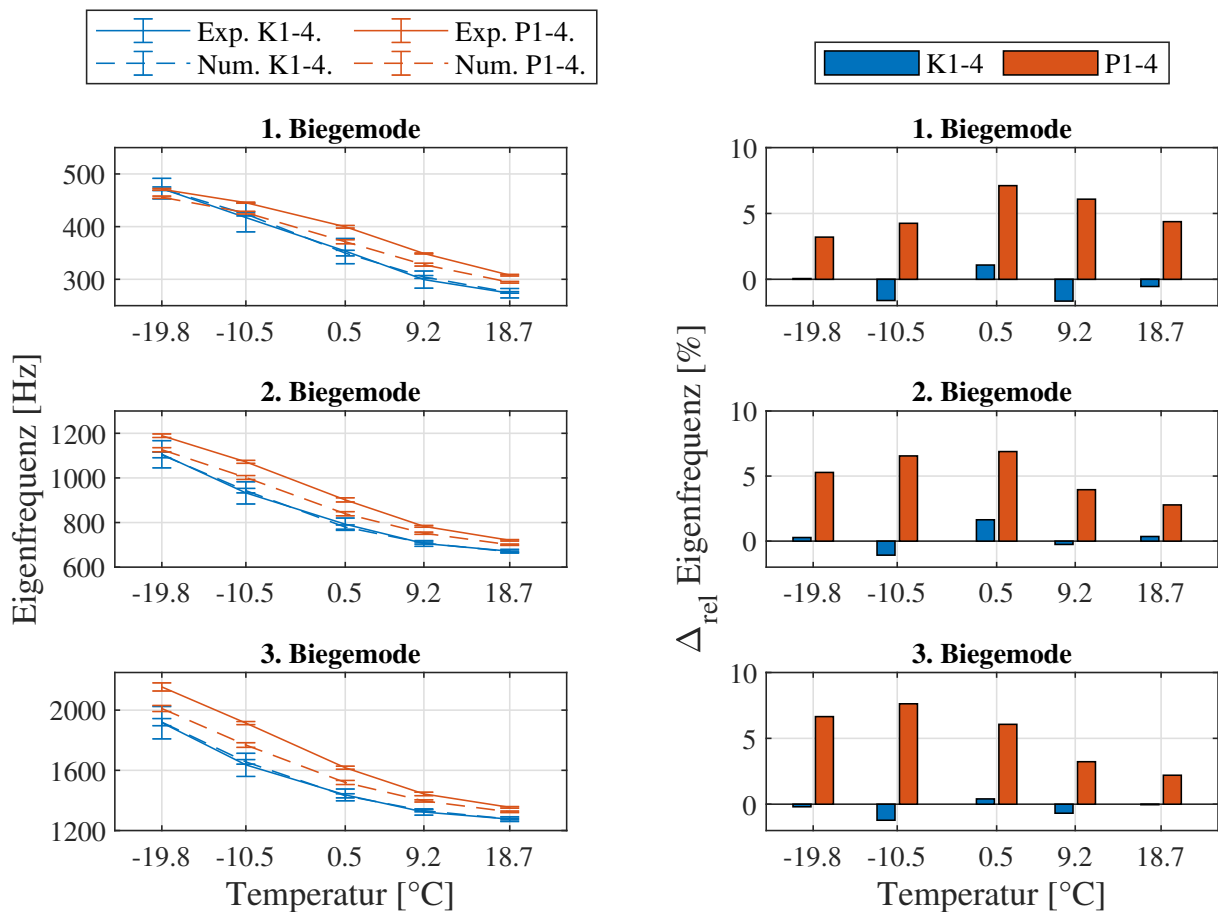 Exp. K1-4.
Exp. P1-4.
Num. K1-4.
Num. P1-4.
1. Biegemode
500
400
300
-19.8 -10.5 0.5 9.2 18.7
2. Biegemode
1200
1000
800
600
-19.8 -10.5 0.5 9.2 18.7
3. Biegemode
2000
1600
1200
-19.8 -10.5 0.5 9.2 18.7
Eigenfrequenz [Hz]
Temperatur [°C]
K1-4
P1-4
1. Biegemode
10
5
0
-19.8 -10.5 0.5 9.2 18.7
2. Biegemode
10
5
0
-19.8 -10.5 0.5 9.2 18.7
3. Biegemode
10
5
0
-19.8 -10.5 0.5 9.2 18.7
Δrel Eigenfrequenz [%]
Temperatur [°C]